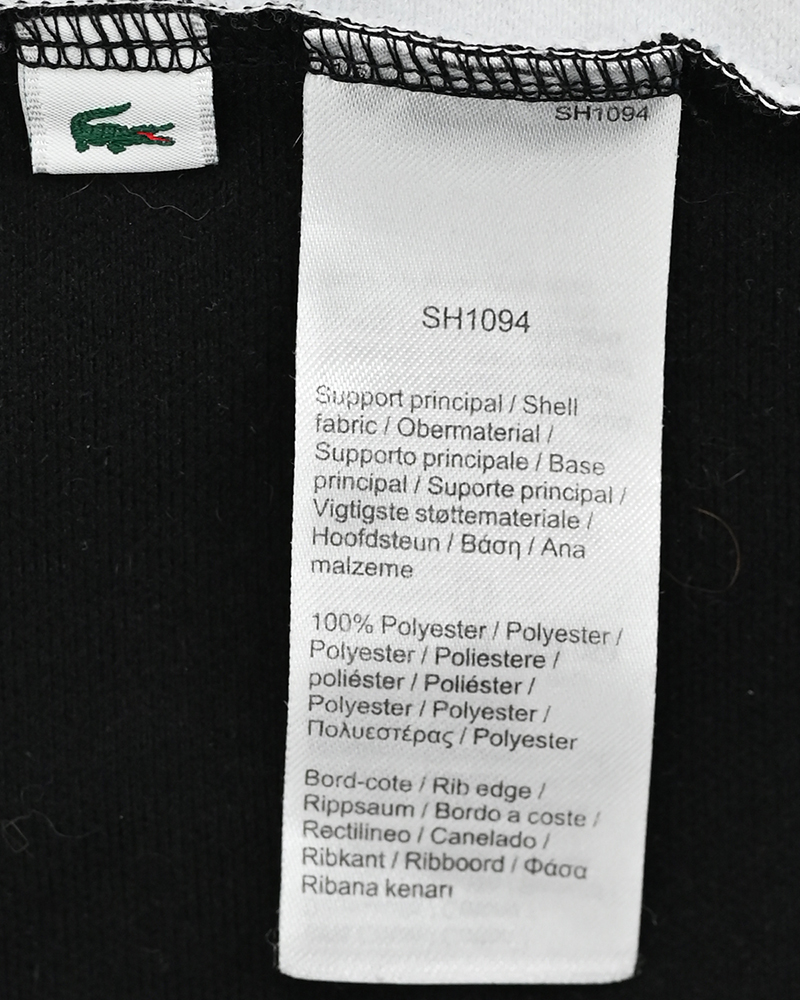 SH1094
SH1094
Support principal / Shell
fabric / Obermaterial /
Supporto principale / Base
principal / Suporte principal /
Vigtigste støttemateriale /
Hoofdsteun / Βάση / Ana
malzeme
100% Polyester / Polyester /
Polyester / Poliestere /
poliéster / Poliéster /
Polyester / Polyester /
Πολυεστέρας / Polyester
Bord-cote / Rib edge /
Rippsaum / Bordo a coste /
Rectilineo / Canelado /
Ribkant / Ribboord / Φάσα
Ribana kenarı